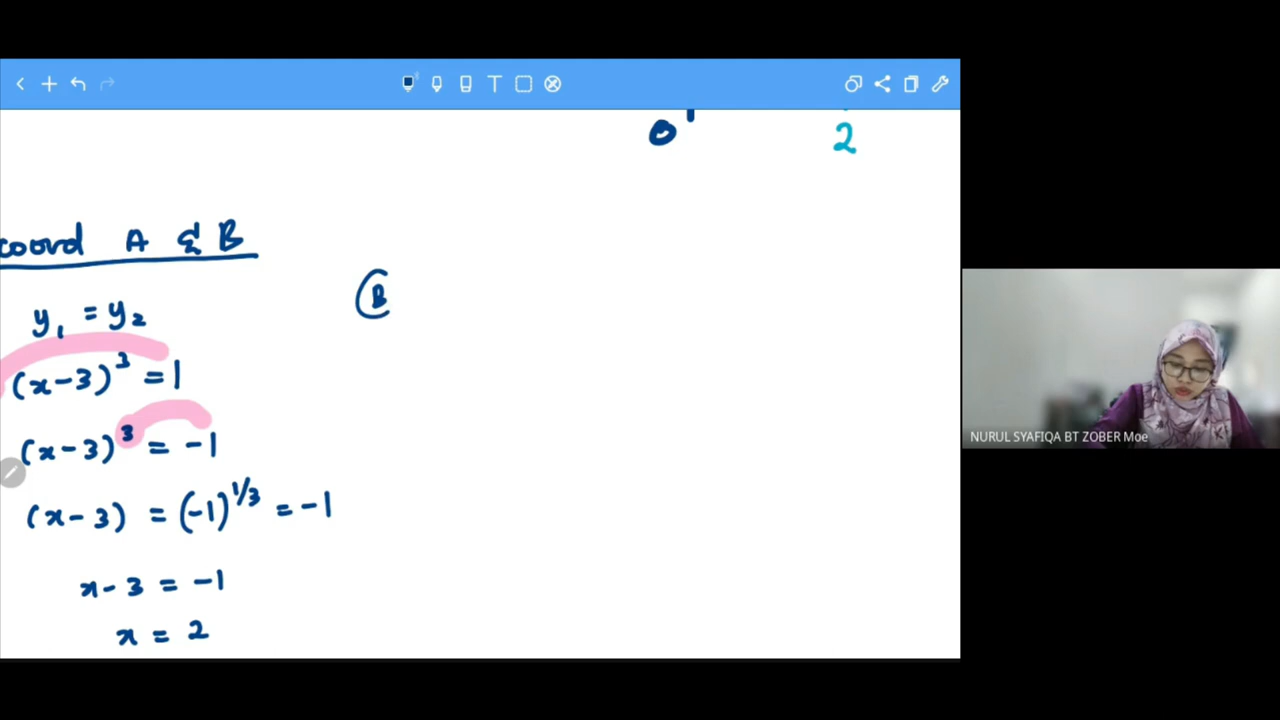 0
2
coord A & B
y₁ = y₂
(x-3)³ = 1
(x-3)³ = -1
(x-3) = (-1)^1/3 = -1
x-3 = -1
x = 2
(B
T
NURUL SYAFIQA BT ZOBER Moe